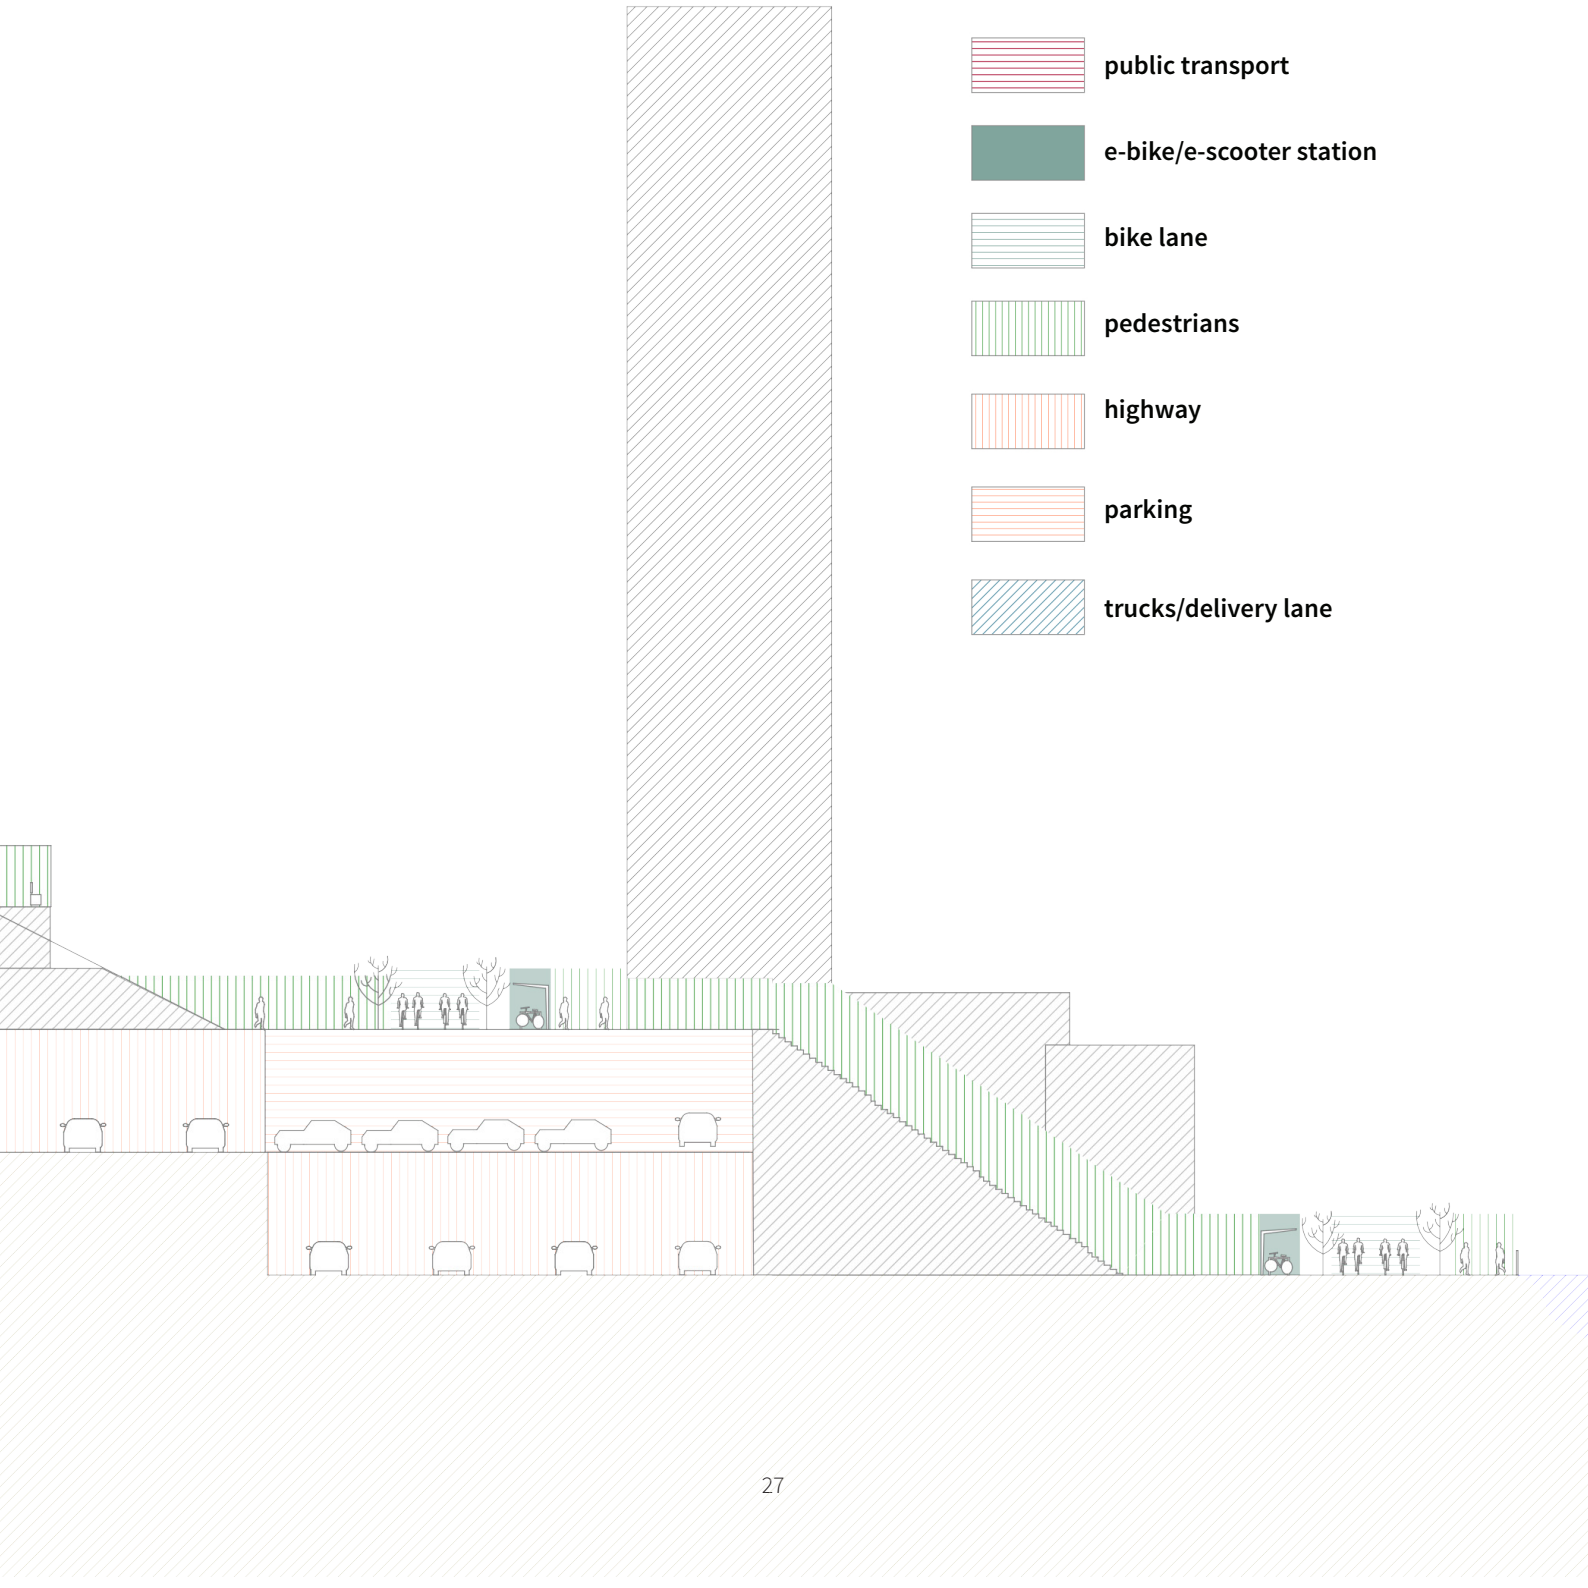 public transport
e-bike/e-scooter station
bike lane
pedestrians
highway
parking
trucks/delivery lane
27